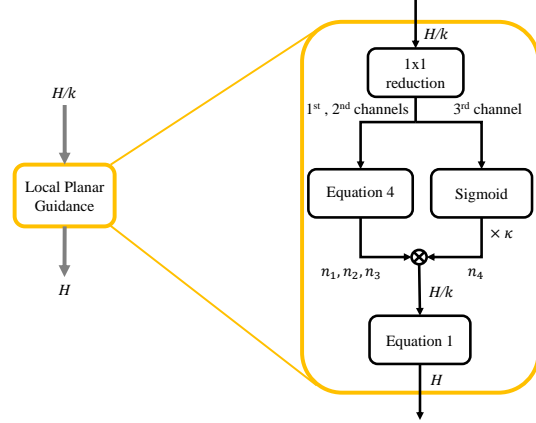 H/k
Local Planar
Guidance
H
H/k
1x1
reduction
1st , 2nd channels
3rd channel
Equation 4
Sigmoid
× κ
n1, n2, n3
n4
H/k
Equation 1
H